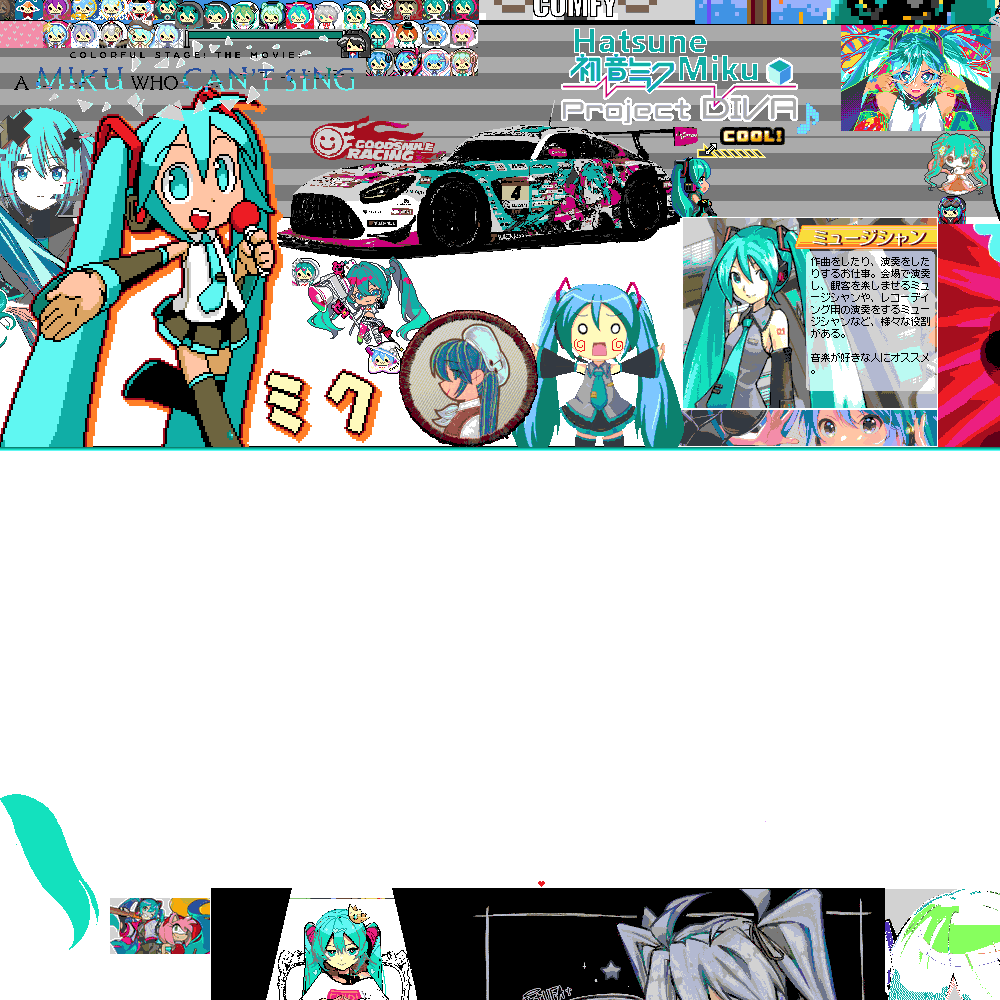 COMFY
COLORFUL STAGE! THE MOVIE:
A MIKU WHO CAN'T SING
Hatsune
初音ミク Miku
Project DIVA
COOL!
GOODSMILE
RACING
4
ミュージシャン
作曲をしたり、演奏をした
りするお仕事。会場で演奏
し、観客を楽しませるミュ
ージシャンや、レコーディ
ング用の演奏をするミュー
ジシャンなど、様々な役割
がある。
音楽が好きな人にオススメ
。
ミク